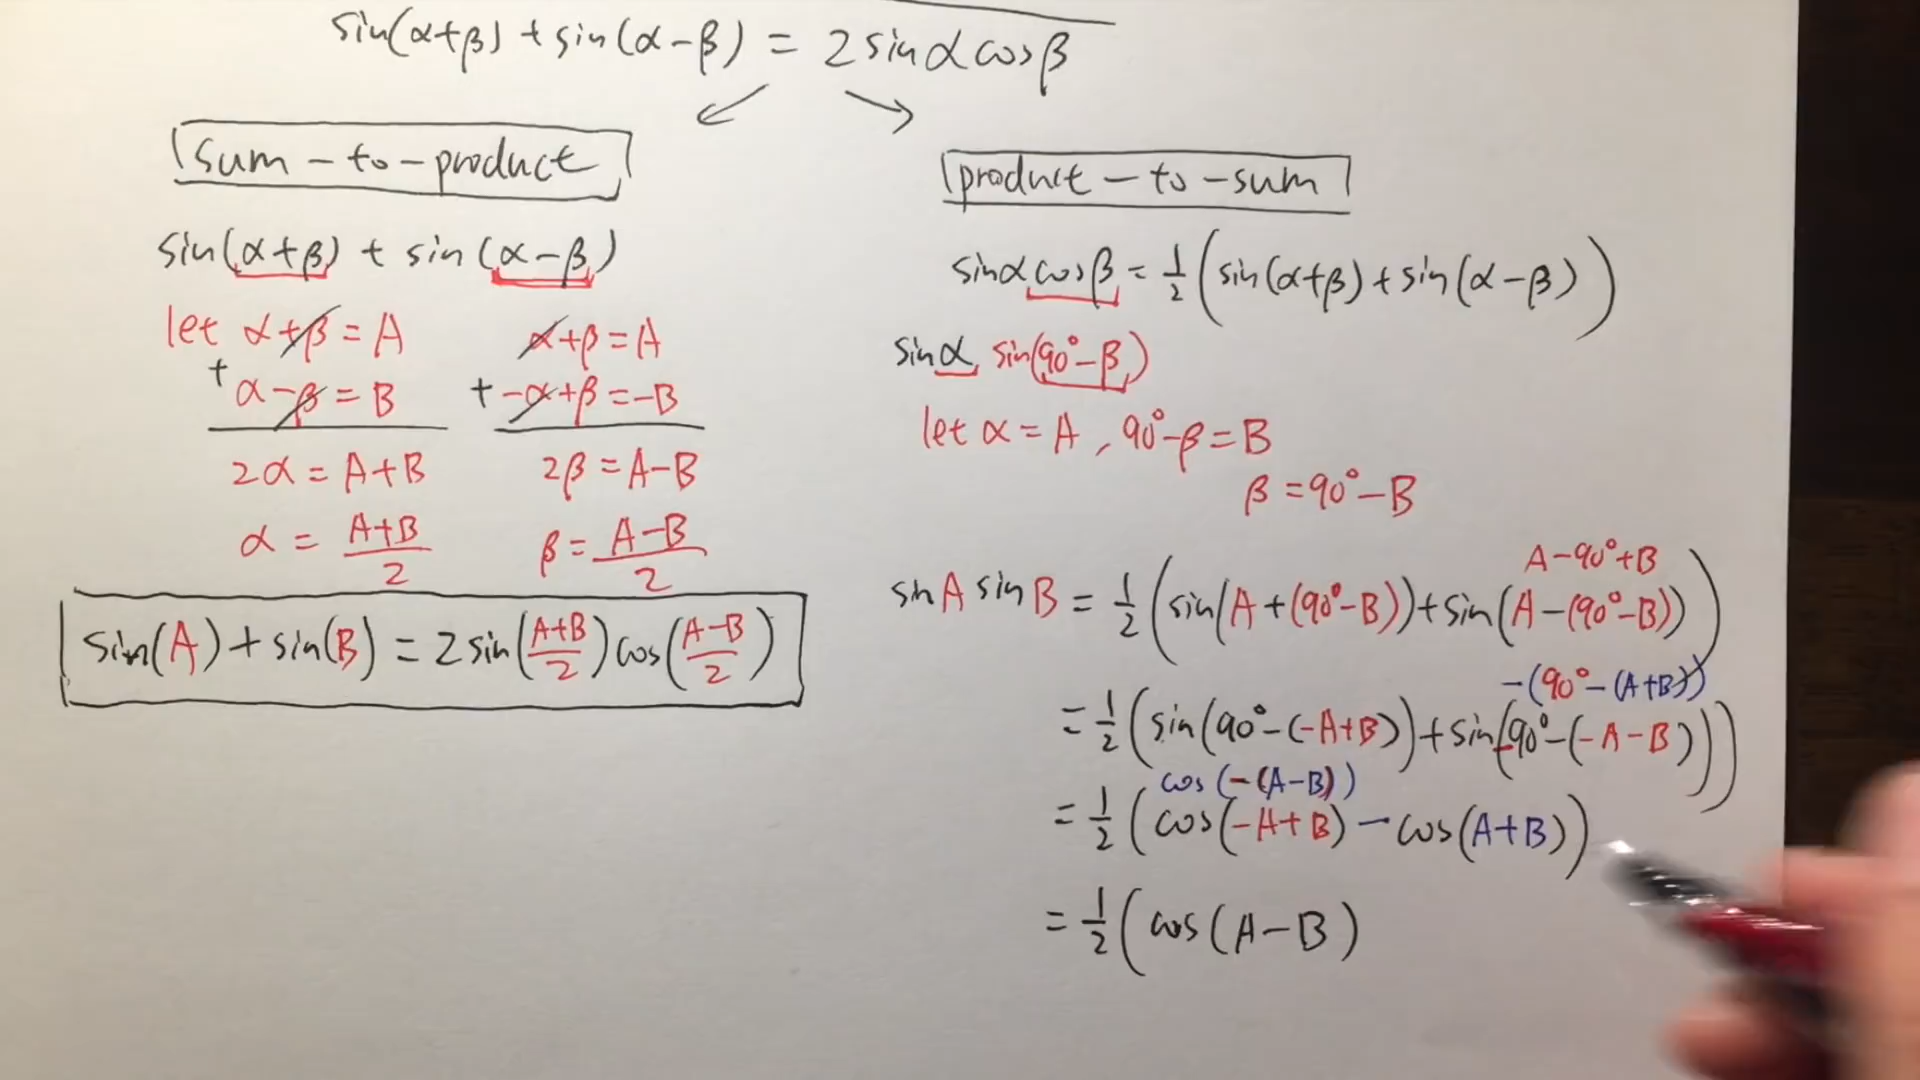 sin(α+β) + sin(α−β) = 2 sinα cosβ
sum-to-product
sin(α+β) + sin(α−β)
let α+β = A
+ α−β = B
2α = A+B
α = A+B/2
α+β = A
+ −α+β = −B
2β = A−B
β = A−B/2
sin(A) + sin(B) = 2 sin(A+B/2) cos(A−B/2)
product-to-sum
sinα cosβ = 1/2 (sin(α+β) + sin(α−β))
sinα sin(90°−β)
let α = A, 90°−β = B
β = 90°−B
A−90°+B
sinA sinB = 1/2 (sin(A+(90°−B)) + sin(A−(90°−B)))
−(90°−(A+B))
= 1/2 (sin(90°−(−A+B)) + sin(−90°−(−A−B)))
cos(−(A−B))
= 1/2 (cos(−A+B) − cos(A+B))
= 1/2 (cos(A−B)